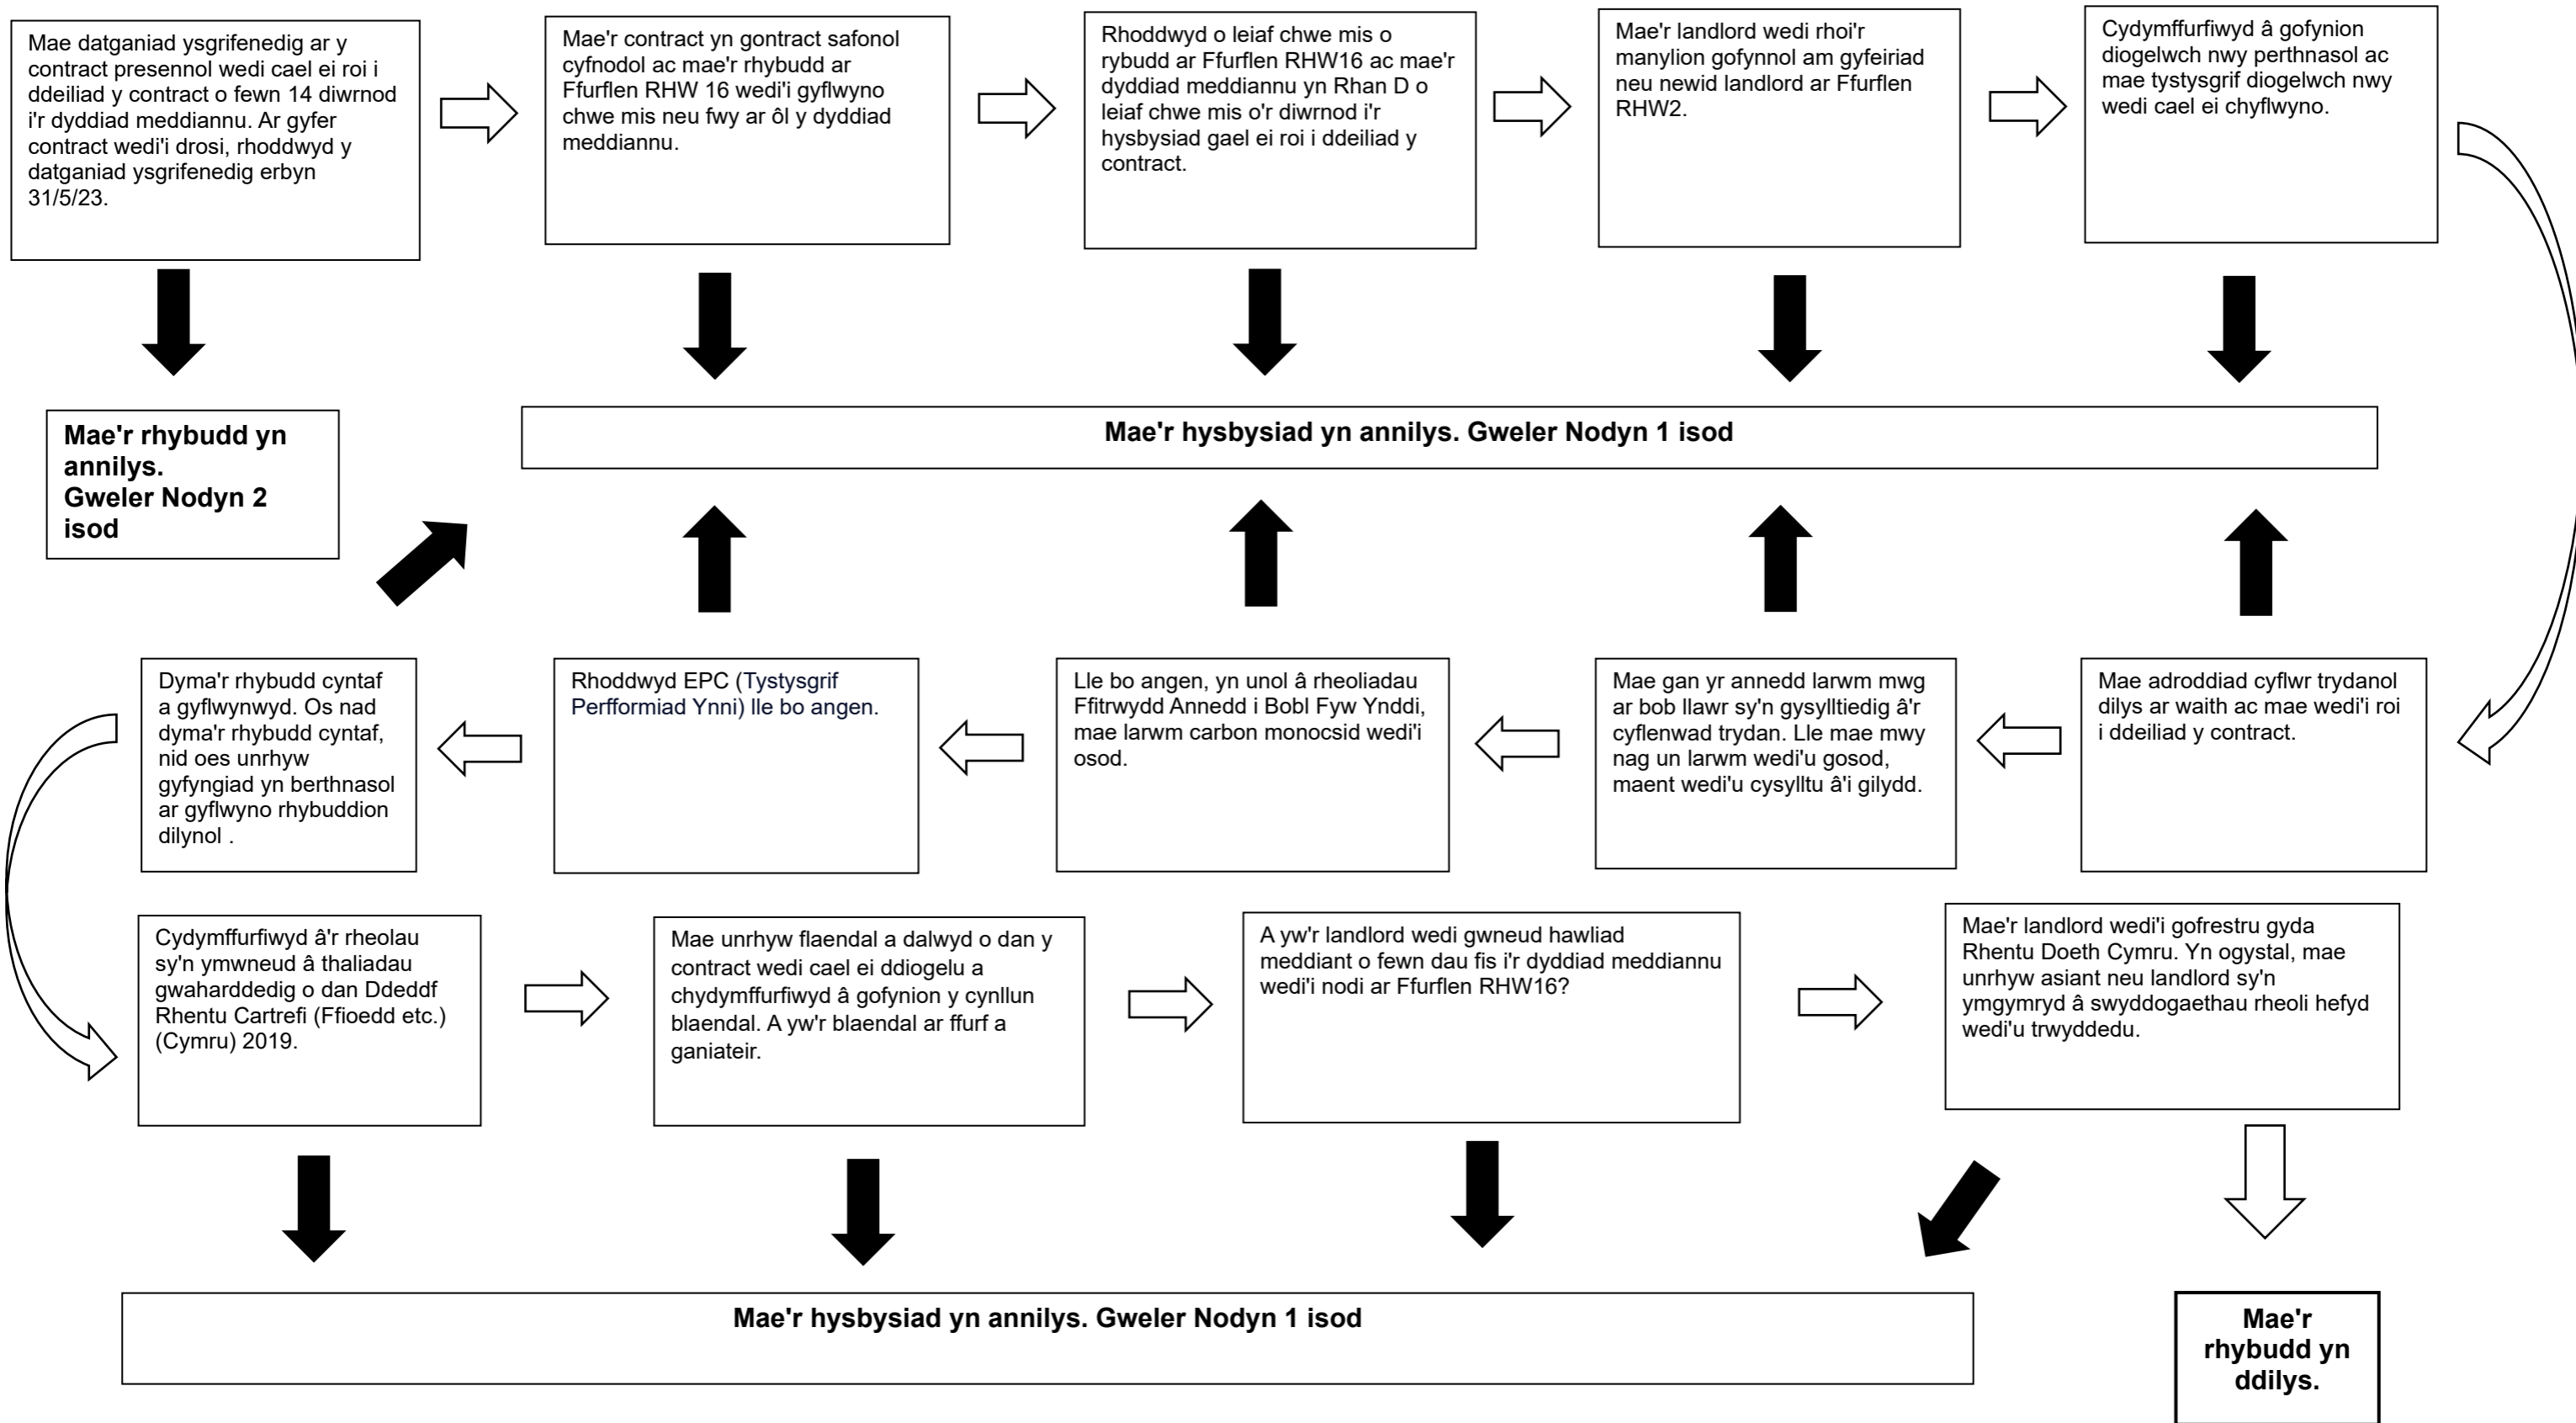 Mae datganiad ysgrifenedig ar y
contract presennol wedi cael ei roi i
ddeiliad y contract o fewn 14 diwrnod
i'r dyddiad meddiannu. Ar gyfer
contract wedi'i drosi, rhoddwyd y
datganiad ysgrifenedig erbyn
31/5/23.
Mae'r contract yn gontract safonol
cyfnodol ac mae'r rhybudd ar
Ffurflen RHW 16 wedi'i gyflwyno
chwe mis neu fwy ar ôl y dyddiad
meddiannu.
Rhoddwyd o leiaf chwe mis o
rybudd ar Ffurflen RHW16 ac mae'r
dyddiad meddiannu yn Rhan D o
leiaf chwe mis o'r diwrnod i'r
hysbysiad gael ei roi i ddeiliad y
contract.
Mae'r landlord wedi rhoi'r
manylion gofynnol am gyfeiriad
neu newid landlord ar Ffurflen
RHW2.
Cydymffurfiwyd â gofynion
diogelwch nwy perthnasol ac
mae tystysgrif diogelwch nwy
wedi cael ei chyflwyno.
Mae'r rhybudd yn
annilys.
Gweler Nodyn 2
isod
Mae'r hysbysiad yn annilys. Gweler Nodyn 1 isod
Mae adroddiad cyflwr trydanol
dilys ar waith ac mae wedi'i roi
i ddeiliad y contract.
Mae gan yr annedd larwm mwg
ar bob llawr sy'n gysylltiedig â'r
cyflenwad trydan. Lle mae mwy
nag un larwm wedi'u gosod,
maent wedi'u cysylltu â'i gilydd.
Lle bo angen, yn unol â rheoliadau
Ffitrwydd Annedd i Bobl Fyw Ynddi,
mae larwm carbon monocsid wedi'i
osod.
Rhoddwyd EPC (Tystysgrif
Perfformiad Ynni) lle bo angen.
Dyma'r rhybudd cyntaf
a gyflwynwyd. Os nad
dyma'r rhybudd cyntaf,
nid oes unrhyw
gyfyngiad yn berthnasol
ar gyflwyno rhybuddion
dilynol .
Cydymffurfiwyd â'r rheolau
sy'n ymwneud â thaliadau
gwaharddedig o dan Ddeddf
Rhentu Cartrefi (Ffioedd etc.)
(Cymru) 2019.
Mae unrhyw flaendal a dalwyd o dan y
contract wedi cael ei ddiogelu a
chydymffurfiwyd â gofynion y cynllun
blaendal. A yw'r blaendal ar ffurf a
ganiateir.
A yw'r landlord wedi gwneud hawliad
meddiant o fewn dau fis i'r dyddiad meddiannu
wedi'i nodi ar Ffurflen RHW16?
Mae'r landlord wedi'i gofrestru gyda
Rhentu Doeth Cymru. Yn ogystal, mae
unrhyw asiant neu landlord sy'n
ymgymryd â swyddogaethau rheoli hefyd
wedi'u trwyddedu.
Mae'r hysbysiad yn annilys. Gweler Nodyn 1 isod
Mae'r
rhybudd yn
ddilys.